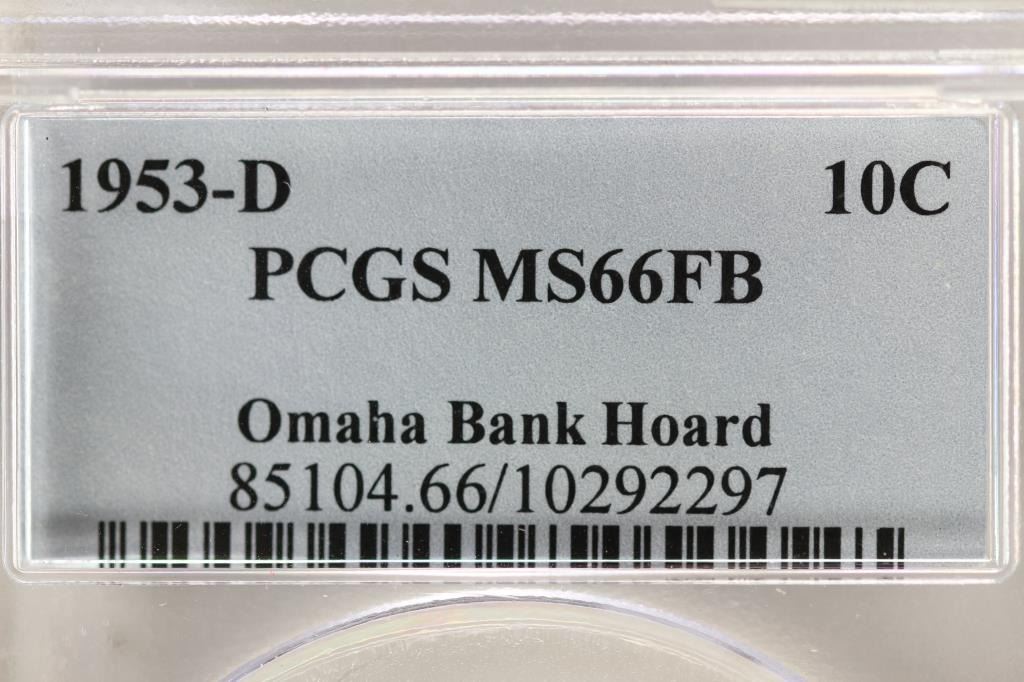 1953-D 10C
PCGS MS66FB
Omaha Bank Hoard
85104.66/10292297